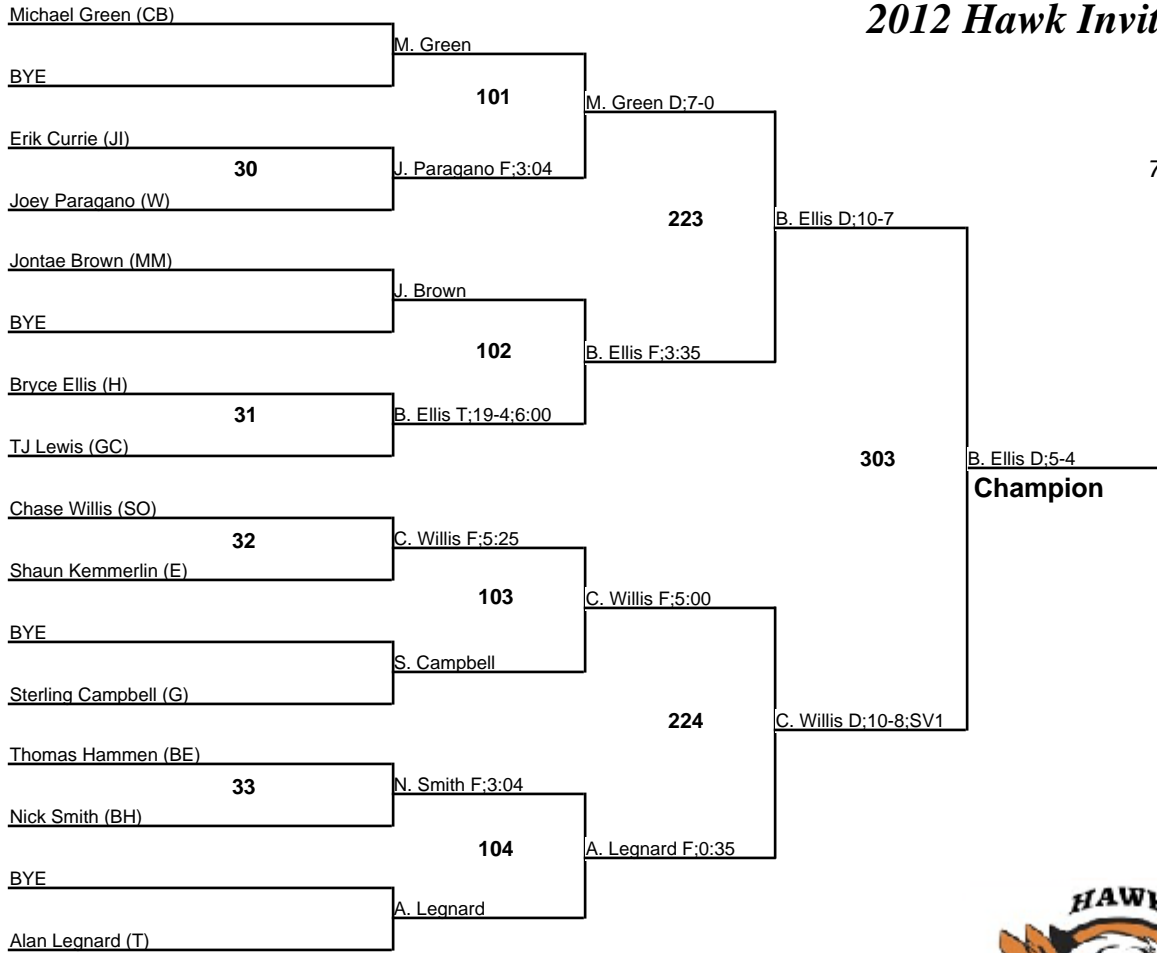 2012 Hawk Invit
Michael Green (CB)
M. Green
BYE
101
M. Green D;7-0
Erik Currie (JI)
30
J. Paragano F;3:04
7
Joey Paragano (W)
223
B. Ellis D;10-7
Jontae Brown (MM)
J. Brown
BYE
102
B. Ellis F;3:35
Bryce Ellis (H)
31
B. Ellis T;19-4;6:00
TJ Lewis (GC)
303
B. Ellis D;5-4
Champion
Chase Willis (SO)
32
C. Willis F;5:25
Shaun Kemmerlin (E)
103
C. Willis F;5:00
BYE
S. Campbell
Sterling Campbell (G)
224
C. Willis D;10-8;SV1
Thomas Hammen (BE)
33
N. Smith F;3:04
Nick Smith (BH)
104
A. Legnard F;0:35
BYE
A. Legnard
Alan Legnard (T)
HAWK